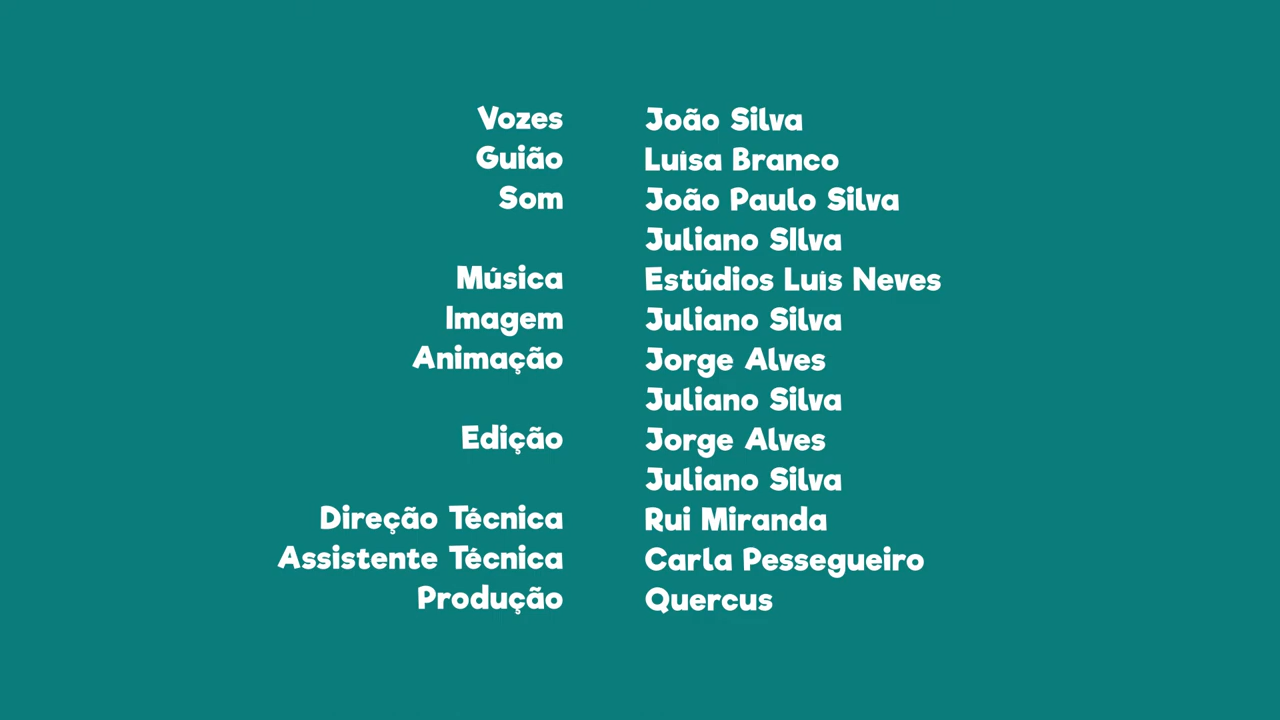 Vozes João Silva
Guião Luísa Branco
Som João Paulo Silva
Juliano SIlva
Música Estúdios Luís Neves
Imagem Juliano Silva
Animação Jorge Alves
Juliano Silva
Edição Jorge Alves
Juliano Silva
Direção Técnica Rui Miranda
Assistente Técnica Carla Pessegueiro
Produção Quercus